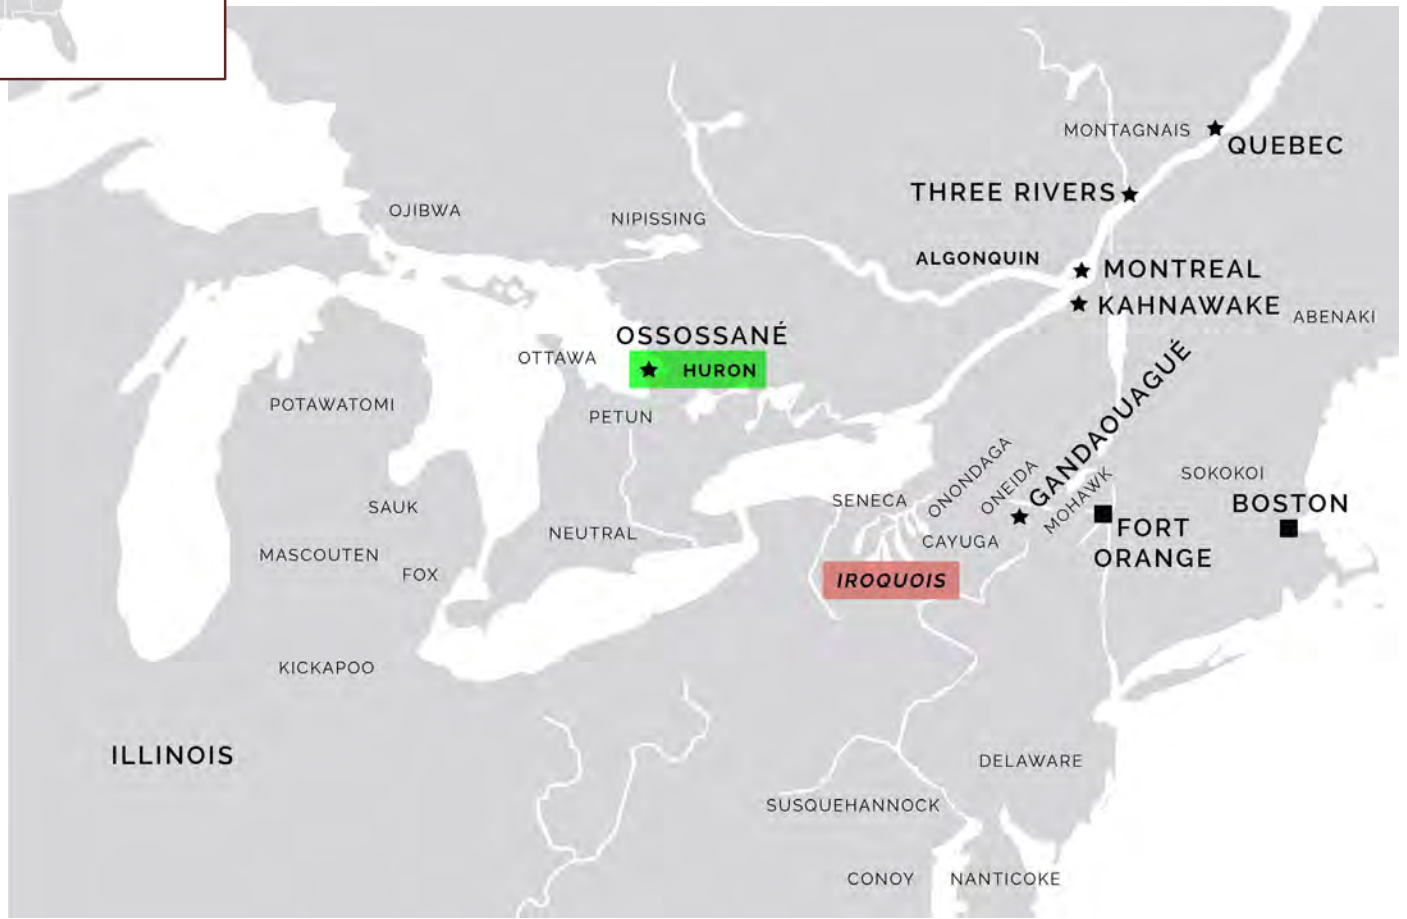 MONTAGNAIS
QUEBEC
THREE RIVERS
OJIBWA
NIPISSING
ALGONQUIN
MONTREAL
KAHNAWAKE
ABENAKI
OSSOSSANÉ
OTTAWA
HURON
POTAWATOMI
PETUN
GANDAOUAGUÉ
ONONDAGA
ONEIDA
MOHAWK
SOKOKOI
SENECA
BOSTON
SAUK
NEUTRAL
CAYUGA
FORT
ORANGE
MASCOUTEN
FOX
IROQUOIS
KICKAPOO
ILLINOIS
DELAWARE
SUSQUEHANNOCK
CONOY
NANTICOKE